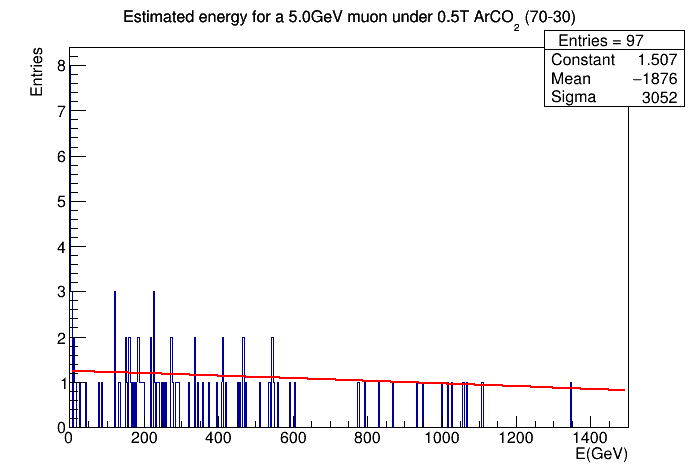 Estimated energy for a 5.0GeV muon under 0.5T ArCO2 (70-30)
Entries = 97
Constant 1.507
Mean −1876
Sigma 3052
Entries
8
7
6
5
4
3
2
1
0
0 200 400 600 800 1000 1200 1400
E(GeV)